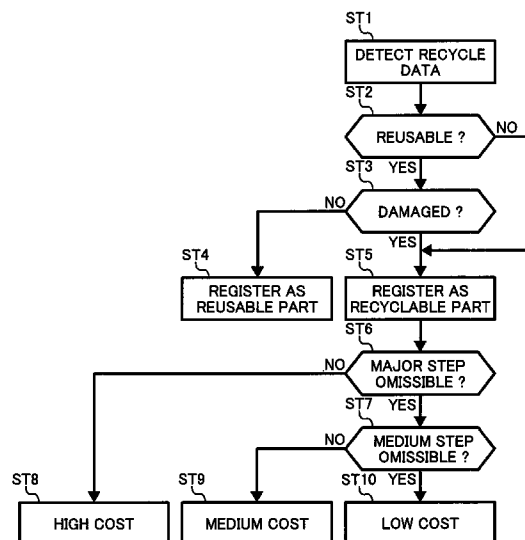 ST1
DETECT RECYCLE
DATA
ST2
REUSABLE ?
NO
YES
ST3
DAMAGED ?
NO
YES
ST4
REGISTER AS
REUSABLE PART
ST5
REGISTER AS
RECYCLABLE PART
ST6
MAJOR STEP
OMISSIBLE ?
NO
YES
ST7
MEDIUM STEP
OMISSIBLE ?
NO
YES
ST8
HIGH COST
ST9
MEDIUM COST
ST10
LOW COST